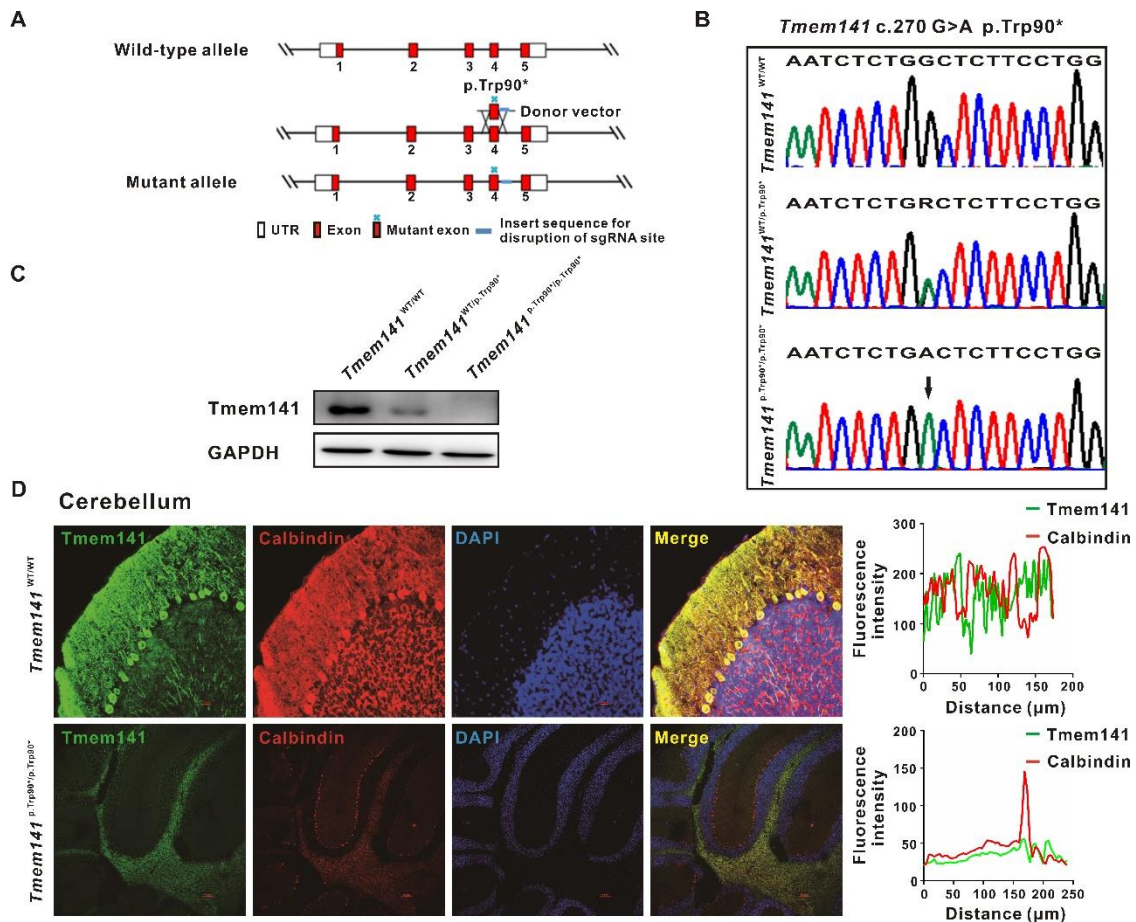 A
Wild-type allele
1 2 3 4 5
p.Trp90*
Donor vector
1 2 3 4 5
Mutant allele
1 2 3 4 5
UTR Exon Mutant exon Insert sequence for
disruption of sgRNA site
B
Tmem141 c.270 G>A p.Trp90*
Tmem141 WT/WT
AATCTCTGGCTCTTCCTGG
Tmem141 WT/p.Trp90*
AATCTCTGRCTCTTCCTGG
Tmem141 p.Trp90*/p.Trp90*
AATCTCTGACTCTTCCTGG
C
Tmem141 WT/WT
Tmem141 WT/p.Trp90*
Tmem141 p.Trp90*/p.Trp90*
Tmem141
GAPDH
D
Cerebellum
Tmem141 WT/WT
Tmem141 Calbindin DAPI Merge
Tmem141
Calbindin
Fluorescence
intensity
300
200
100
0
0 50 100 150 200
Distance (µm)
Tmem141 p.Trp90*/p.Trp90*
Tmem141 Calbindin DAPI Merge
Tmem141
Calbindin
Fluorescence
intensity
200
150
100
50
0
0 40 80 120 160 200 240
Distance (µm)